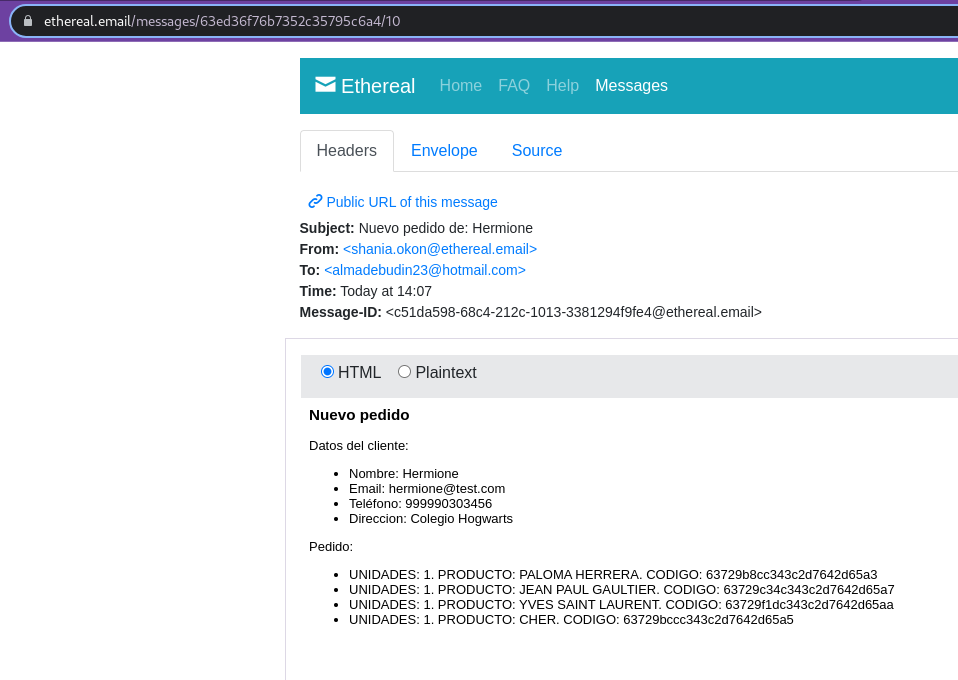 ethereal.email/messages/63ed36f76b7352c35795c6a4/10
Ethereal Home FAQ Help Messages
Headers Envelope Source
Public URL of this message
Subject: Nuevo pedido de: Hermione
From: <shania.okon@ethereal.email>
To: <almadebudin23@hotmail.com>
Time: Today at 14:07
Message-ID: <c51da598-68c4-212c-1013-3381294f9fe4@ethereal.email>
HTML Plaintext
Nuevo pedido
Datos del cliente:
• Nombre: Hermione
• Email: hermione@test.com
• Teléfono: 999990303456
• Direccion: Colegio Hogwarts
Pedido:
• UNIDADES: 1. PRODUCTO: PALOMA HERRERA. CODIGO: 63729b8cc343c2d7642d65a3
• UNIDADES: 1. PRODUCTO: JEAN PAUL GAULTIER. CODIGO: 63729c34c343c2d7642d65a7
• UNIDADES: 1. PRODUCTO: YVES SAINT LAURENT. CODIGO: 63729f1dc343c2d7642d65aa
• UNIDADES: 1. PRODUCTO: CHER. CODIGO: 63729bccc343c2d7642d65a5